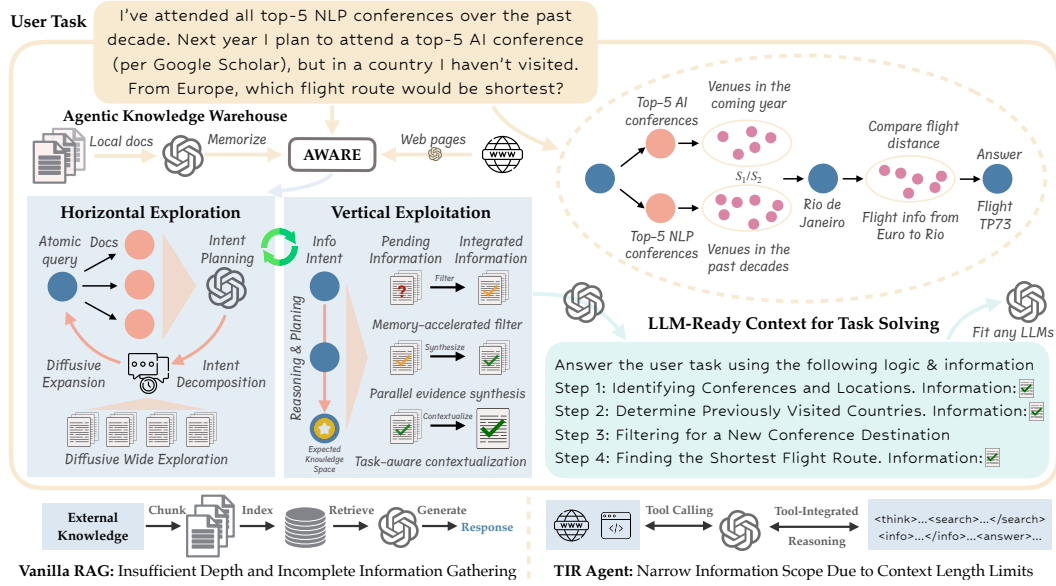 User Task
I've attended all top-5 NLP conferences over the past
decade. Next year I plan to attend a top-5 AI conference
(per Google Scholar), but in a country I haven't visited.
From Europe, which flight route would be shortest?
Agentic Knowledge Warehouse
Local docs
Memorize
AWARE
Web pages
WWW
Top-5 AI
conferences
Venues in the
coming year
S1/S2
Top-5 NLP
conferences
Venues in the
past decades
Rio de
Janeiro
Compare flight
distance
Flight info from
Euro to Rio
Answer
Flight
TP73
Horizontal Exploration
Atomic
query
Docs
Intent
Planning
Diffusive
Expansion
Intent
Decomposition
Diffusive Wide Exploration
Vertical Exploitation
Info
Intent
Pending
Information
Integrated
Information
Reasoning & Planing
?
Filter
Memory-accelerated filter
Synthesize
Parallel evidence synthesis
Contextualize
Expected
Knowledge
Space
Task-aware contextualization
Fit any LLMs
LLM-Ready Context for Task Solving
Answer the user task using the following logic & information
Step 1: Identifying Conferences and Locations. Information:
Step 2: Determine Previously Visited Countries. Information:
Step 3: Filtering for a New Conference Destination
Step 4: Finding the Shortest Flight Route. Information:
External
Knowledge
Chunk
Index
Retrieve
Generate
Response
Vanilla RAG: Insufficient Depth and Incomplete Information Gathering
WWW
</>
Tool Calling
Tool-Integrated
Reasoning
<think>...<search>...</search>
<info>...</info>...<answer>...
TIR Agent: Narrow Information Scope Due to Context Length Limits